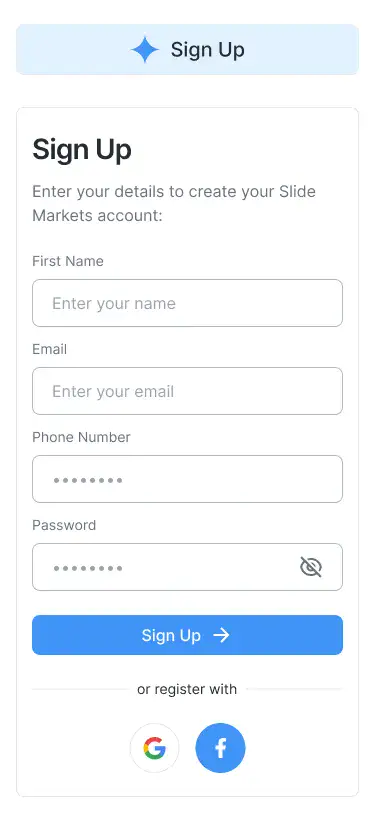 Sign Up
Sign Up
Enter your details to create your Slide
Markets account:
First Name
Enter your name
Email
Enter your email
Phone Number
••••••••
Password
••••••••
Sign Up →
or register with